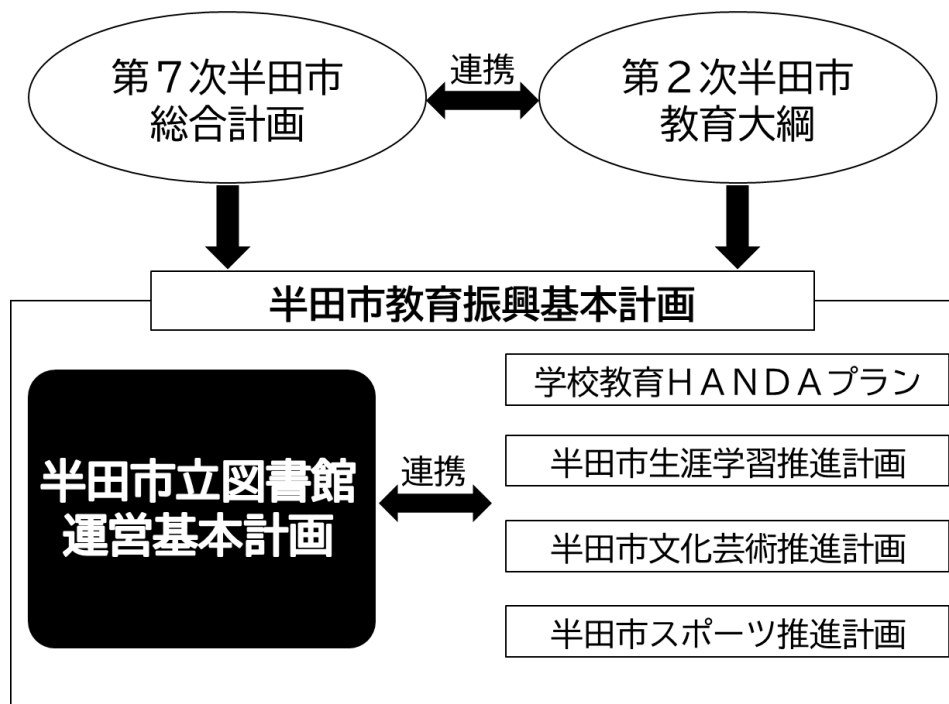 第７次半田市
総合計画
連携
第２次半田市
教育大綱
半田市教育振興基本計画
半田市立図書館
運営基本計画
連携
学校教育ＨＡＮＤＡプラン
半田市生涯学習推進計画
半田市文化芸術推進計画
半田市スポーツ推進計画